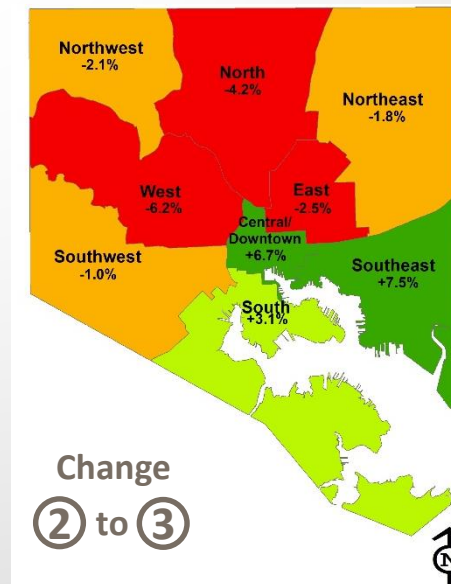 Northwest
-2.1%
North
-4.2%
Northeast
-1.8%
West
-6.2%
East
-2.5%
Central/
Downtown
+6.7%
Southwest
-1.0%
Southeast
+7.5%
South
+3.1%
Change
2 to 3
N